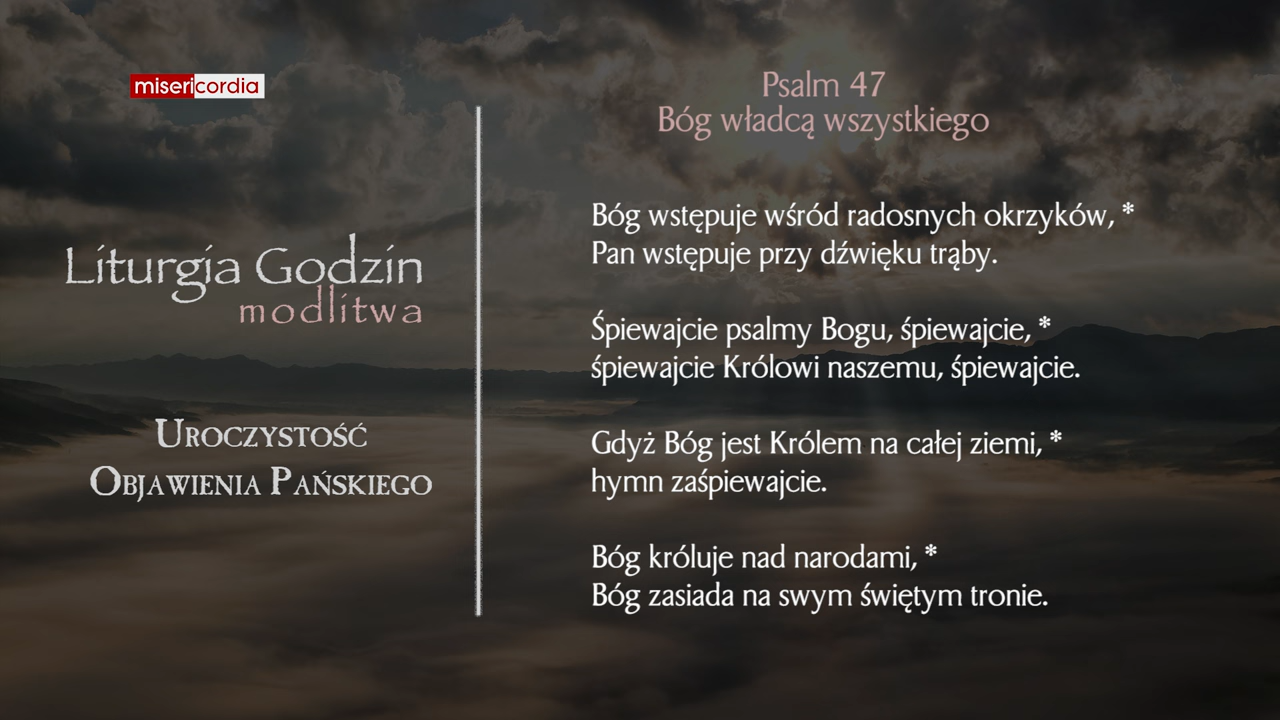 misericordia
Liturgia Godzin
modlitwa
Uroczystość
Objawienia Pańskiego
Psalm 47
Bóg władcą wszystkiego
Bóg wstępuje wśród radosnych okrzyków, *
Pan wstępuje przy dźwięku trąby.
Śpiewajcie psalmy Bogu, śpiewajcie, *
śpiewajcie Królowi naszemu, śpiewajcie.
Gdyż Bóg jest Królem na całej ziemi, *
hymn zaśpiewajcie.
Bóg króluje nad narodami, *
Bóg zasiada na swym świętym tronie.